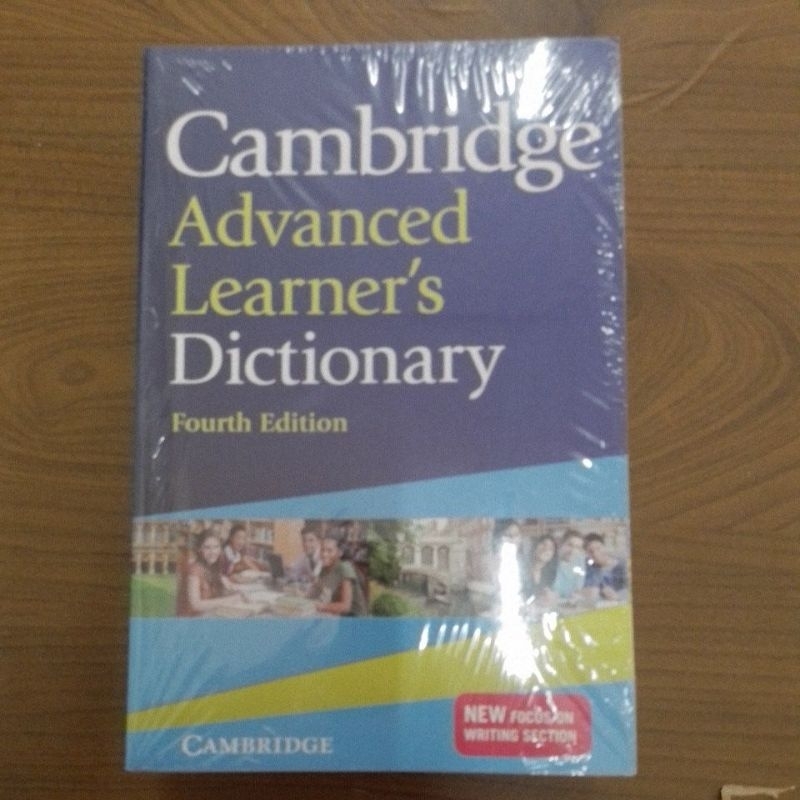 Cambridge
Advanced
Learner's
Dictionary
Fourth Edition
NEW FOCUS ON
WRITING SECTION
CAMBRIDGE